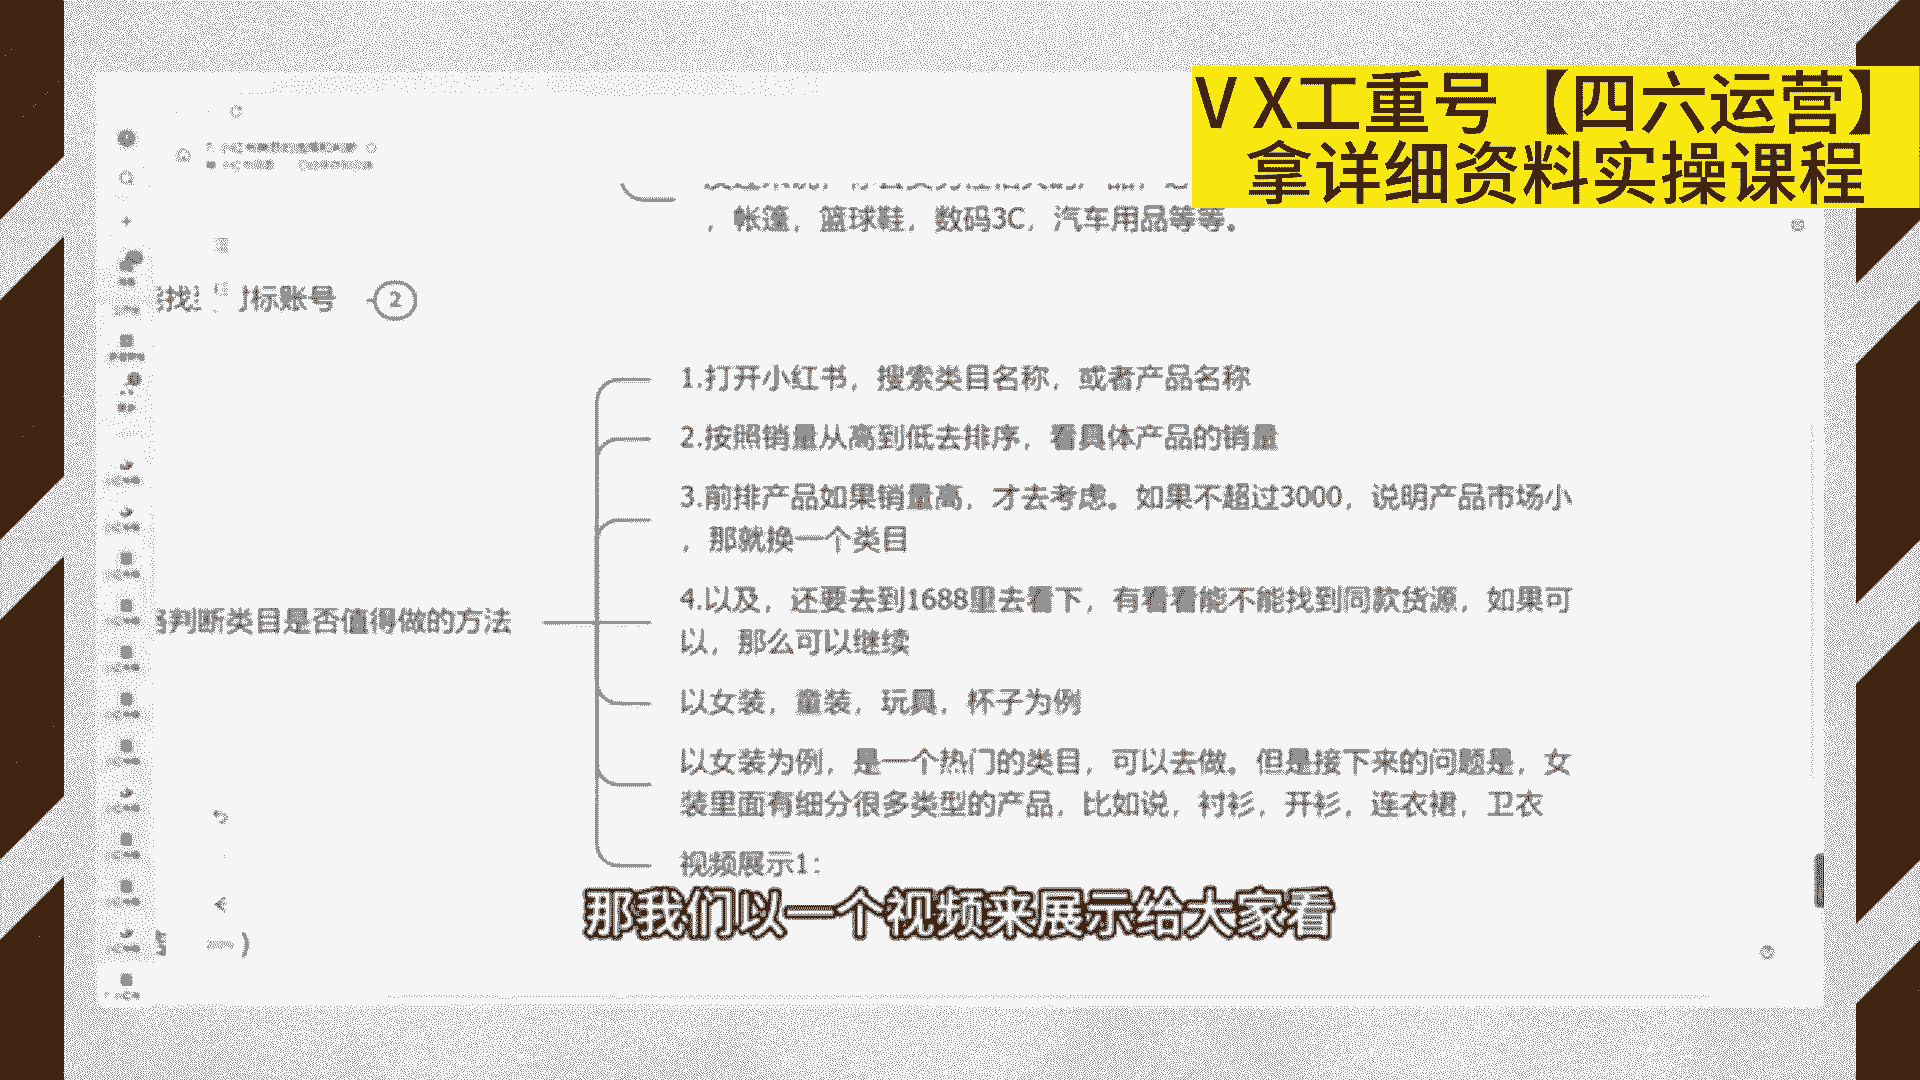 V X工重号【四六运营】
拿详细资料实操课程
，帐篷，篮球鞋，数码3C，汽车用品等等。
标账号
2
1.打开小红书，搜索类目名称，或者产品名称
2.按照销量从高到低去排序，看具体产品的销量
3.前排产品如果销量高，才去考虑。如果不超过3000，说明产品市场小
，那就换一个类目
4.以及，还要去到1688里去看下，有看看能不能找到同款货源，如果可
以，那么可以继续
判断类目是否值得做的方法
以女装，童装，玩具，杯子为例
以女装为例，是一个热门的类目，可以去做。但是接下来的问题是，女
装里面有细分很多类型的产品，比如说，衬衫，开衫，连衣裙，卫衣
视频展示1：
那我们以一个视频来展示给大家看